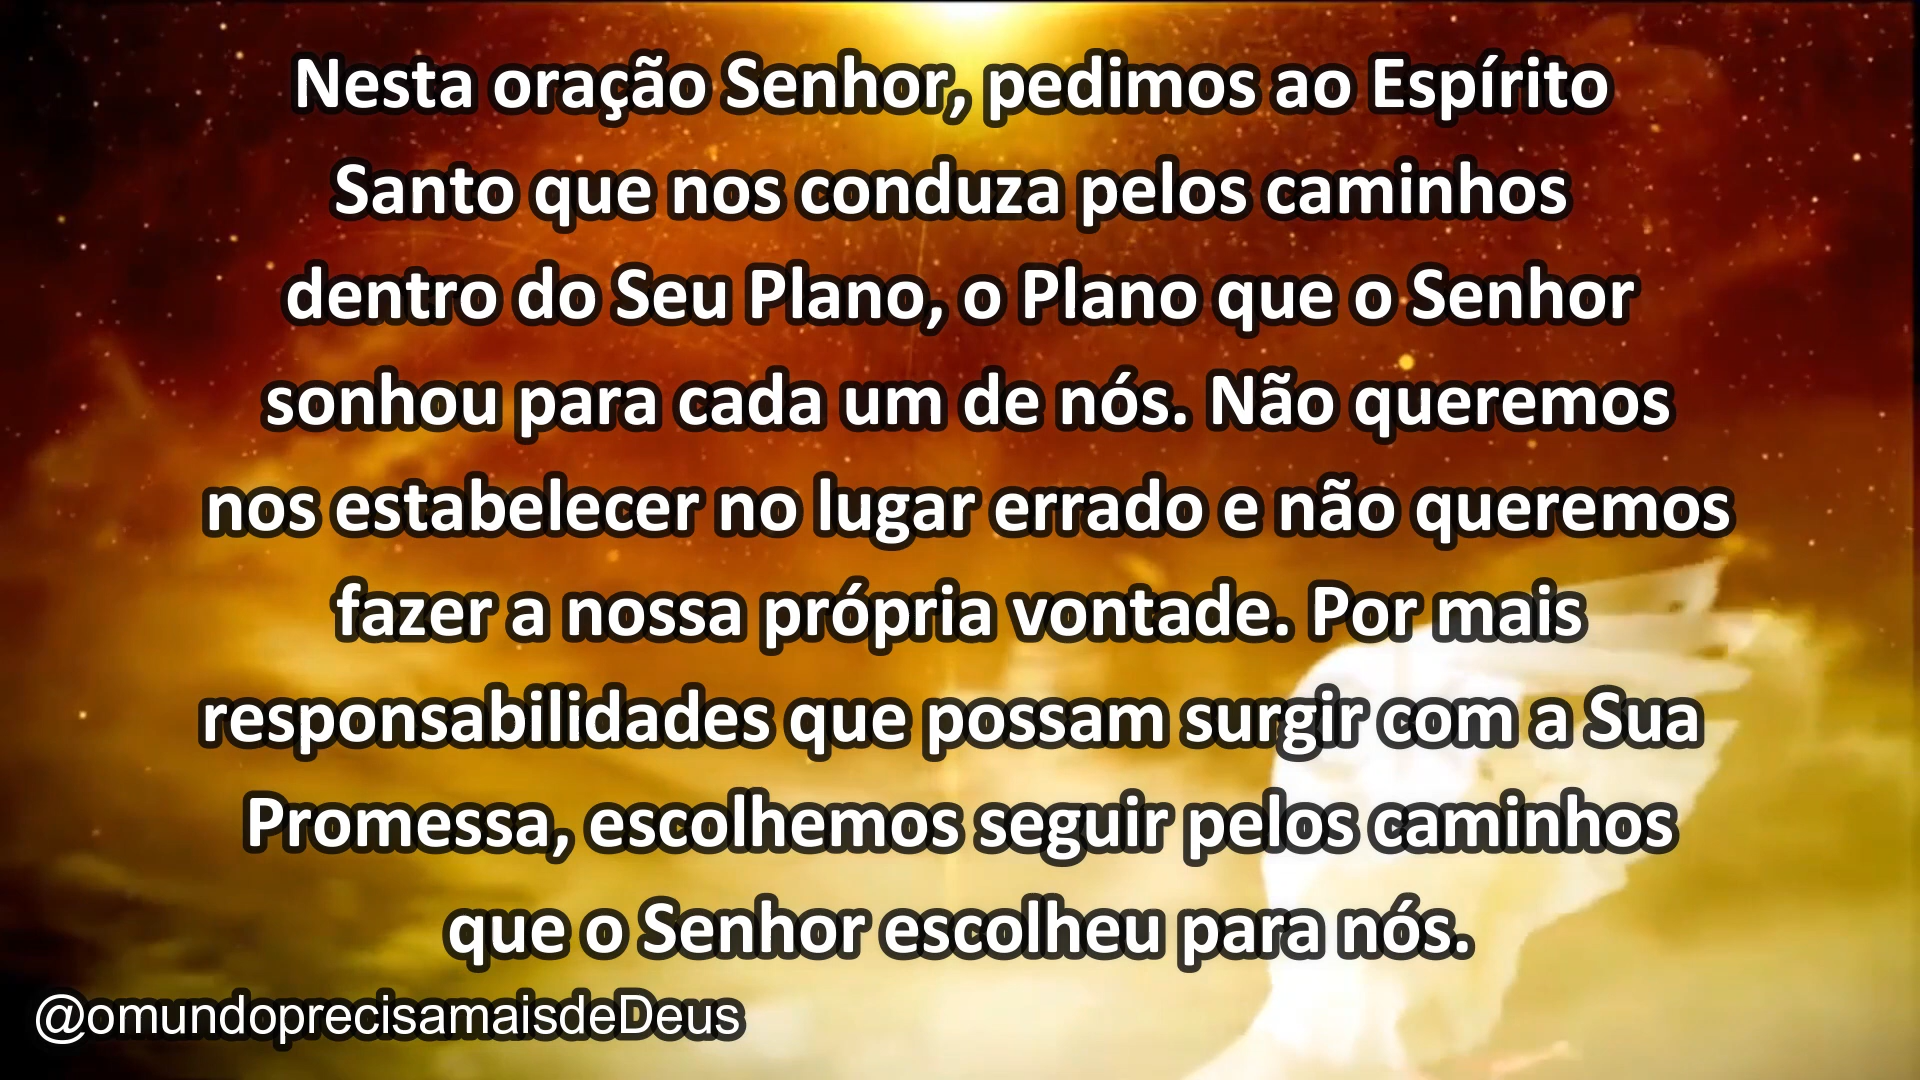 Nesta oração Senhor, pedimos ao Espírito
Santo que nos conduza pelos caminhos
dentro do Seu Plano, o Plano que o Senhor
sonhou para cada um de nós. Não queremos
nos estabelecer no lugar errado e não queremos
fazer a nossa própria vontade. Por mais
responsabilidades que possam surgir com a Sua
Promessa, escolhemos seguir pelos caminhos
que o Senhor escolheu para nós.
@omundoprecisamaisdeDeus